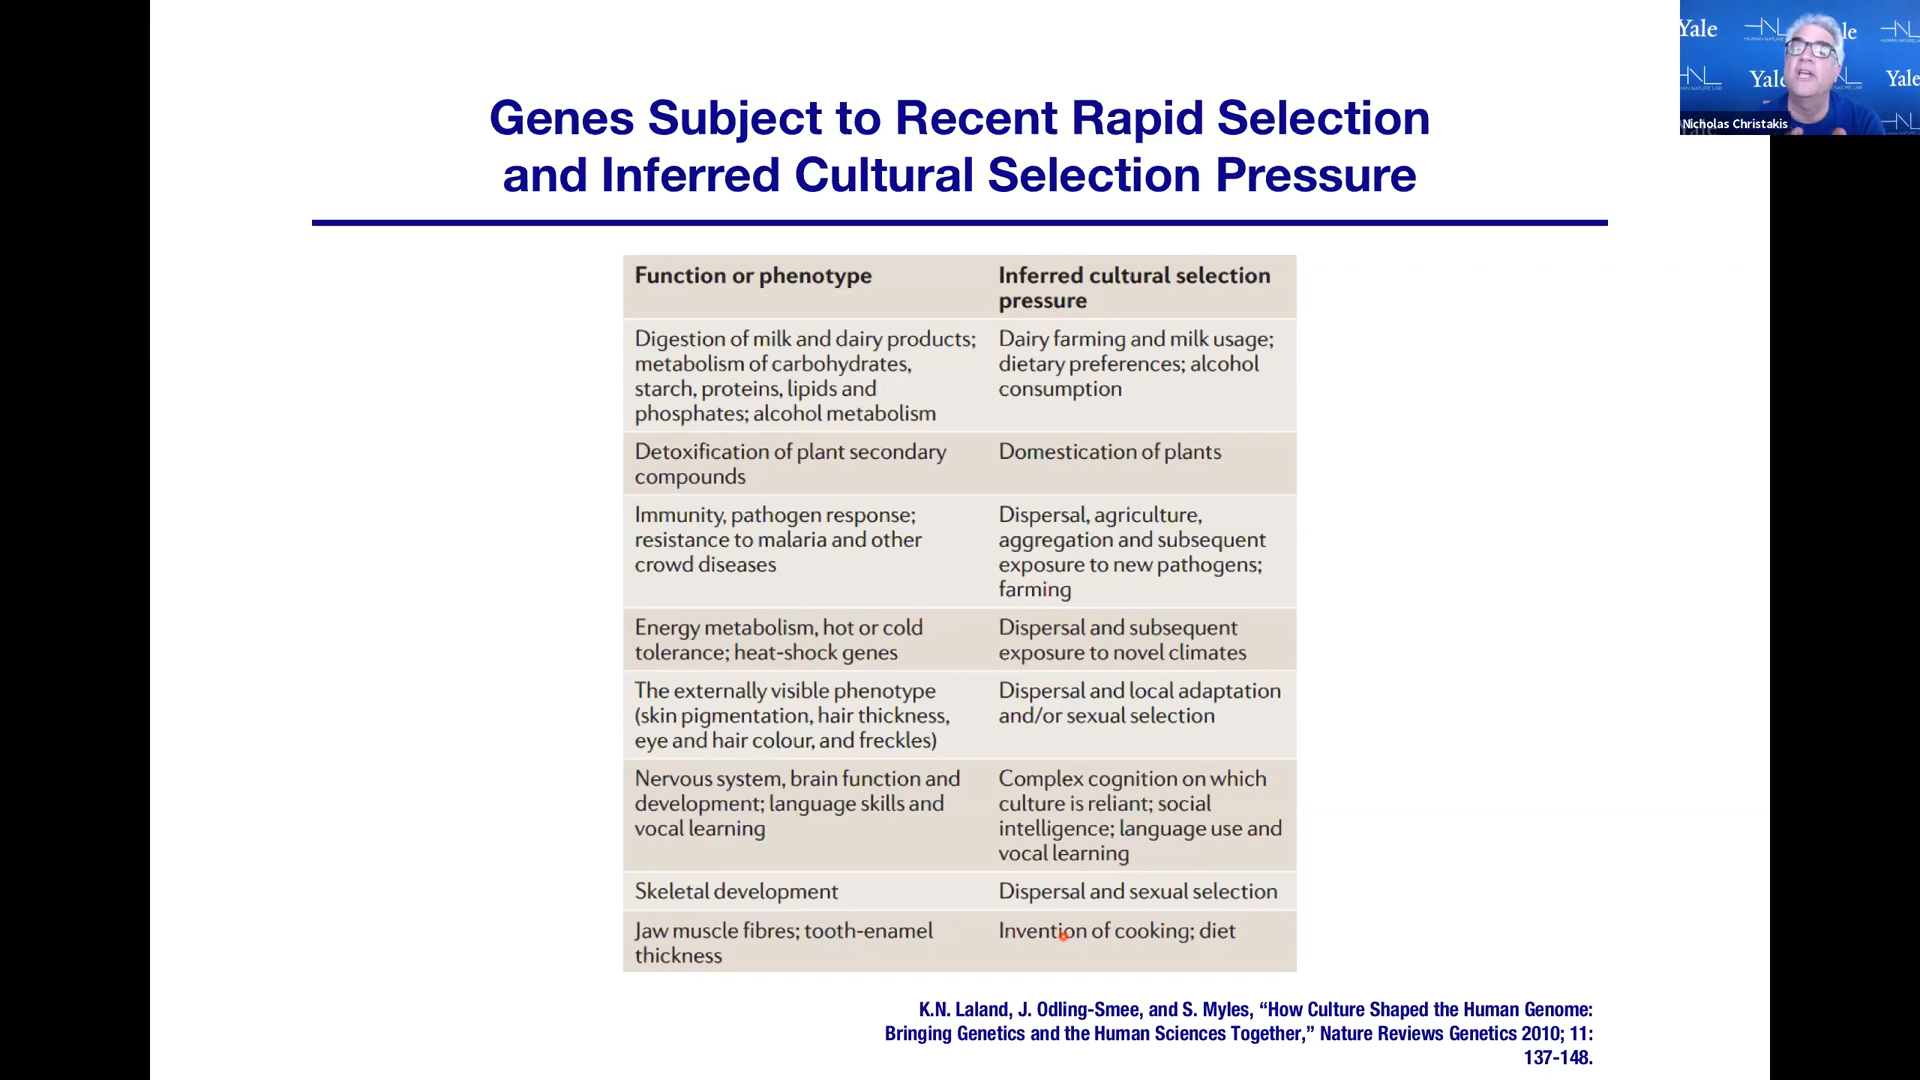 Genes Subject to Recent Rapid Selection
and Inferred Cultural Selection Pressure
Function or phenotype
Inferred cultural selection
pressure
Digestion of milk and dairy products;
metabolism of carbohydrates,
starch, proteins, lipids and
phosphates; alcohol metabolism
Dairy farming and milk usage;
dietary preferences; alcohol
consumption
Detoxification of plant secondary
compounds
Domestication of plants
Immunity, pathogen response;
resistance to malaria and other
crowd diseases
Dispersal, agriculture,
aggregation and subsequent
exposure to new pathogens;
farming
Energy metabolism, hot or cold
tolerance; heat-shock genes
Dispersal and subsequent
exposure to novel climates
The externally visible phenotype
(skin pigmentation, hair thickness,
eye and hair colour, and freckles)
Dispersal and local adaptation
and/or sexual selection
Nervous system, brain function and
development; language skills and
vocal learning
Complex cognition on which
culture is reliant; social
intelligence; language use and
vocal learning
Skeletal development
Dispersal and sexual selection
Jaw muscle fibres; tooth-enamel
thickness
Invention of cooking; diet
K.N. Laland, J. Odling-Smee, and S. Myles, “How Culture Shaped the Human Genome:
Bringing Genetics and the Human Sciences Together,” Nature Reviews Genetics 2010; 11:
137-148.
Yale
Yale
Yale
Nicholas Christakis